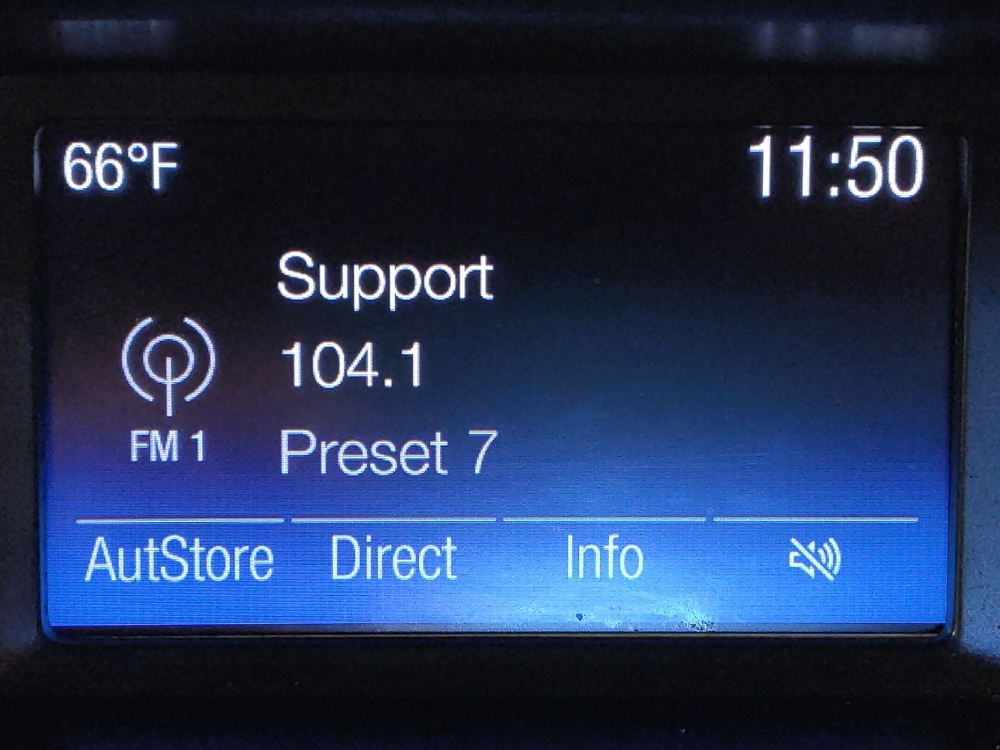 66°F 11:50
Support
104.1
FM 1
Preset 7
AutStore Direct Info